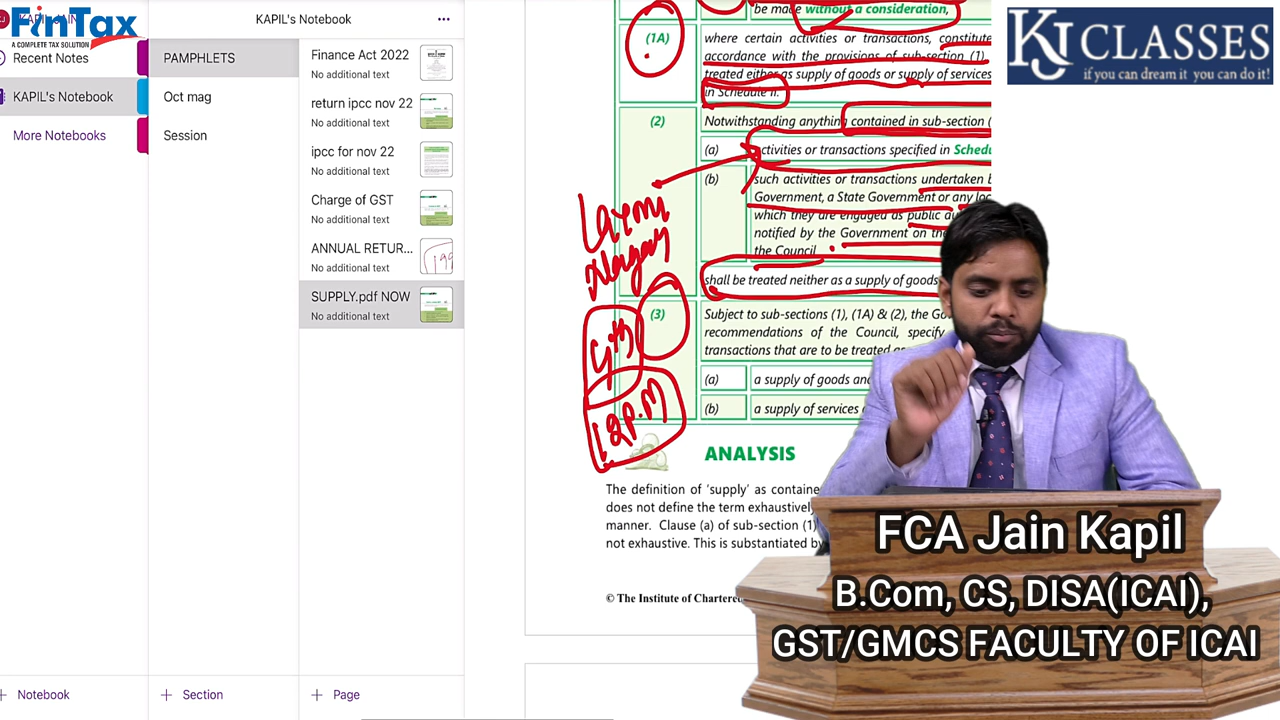 FinTax
A COMPLETE TAX SOLUTION
Recent Notes
KAPIL's Notebook
More Notebooks
PAMPHLETS
Oct mag
Session
KAPIL's Notebook
Finance Act 2022
No additional text
return ipcc nov 22
No additional text
ipcc for nov 22
No additional text
Charge of GST
No additional text
ANNUAL RETUR...
No additional text
SUPPLY.pdf NOW
No additional text
+ Notebook
+ Section
+ Page
be made without a consideration,
(1A)
where certain activities or transactions, constitute
accordance with the provisions of sub-section (1),
treated either as supply of goods or supply of services
in Schedule II.
(2)
Notwithstanding anything contained in sub-section (
(a) activities or transactions specified in Schedu
(b) such activities or transactions undertaken b
Government, a State Government or any loc
which they are engaged as public au
notified by the Government on the
the Council
shall be treated neither as a supply of goods
(3)
Subject to sub-sections (1), (1A) & (2), the Go
recommendations of the Council, specify
transactions that are to be treated as
(a) a supply of goods and
(b) a supply of services
Laxmi
Nagar
12 P.M
ANALYSIS
The definition of 'supply' as containe
does not define the term exhaustively
manner. Clause (a) of sub-section (1)
not exhaustive. This is substantiated by
© The Institute of Chartered
KJ CLASSES
if you can dream it you can do it!
FCA Jain Kapil
B.Com, CS, DISA(ICAI),
GST/GMCS FACULTY OF ICAI